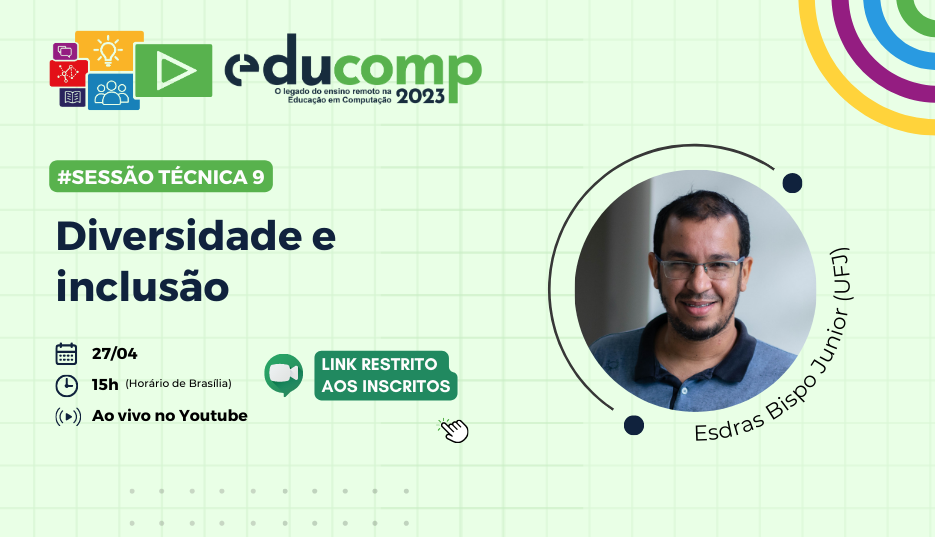 educomp
O legado do ensino remoto na
Educação em Computação
2023
#SESSÃO TÉCNICA 9
Diversidade e
inclusão
27/04
15h (Horário de Brasília)
Ao vivo no Youtube
LINK RESTRITO
AOS INSCRITOS
Esdras Bispo Junior (UFJ)